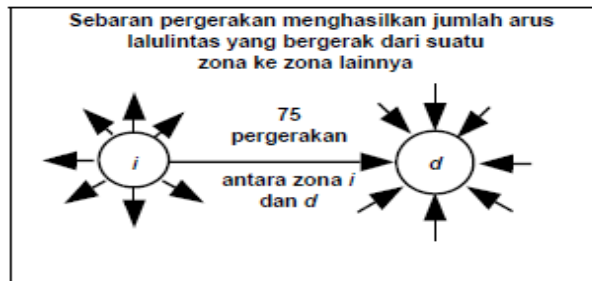 Sebaran pergerakan menghasilkan jumlah arus
lalulintas yang bergerak dari suatu
zona ke zona lainnya
75
pergerakan
i
d
antara zona i
dan d